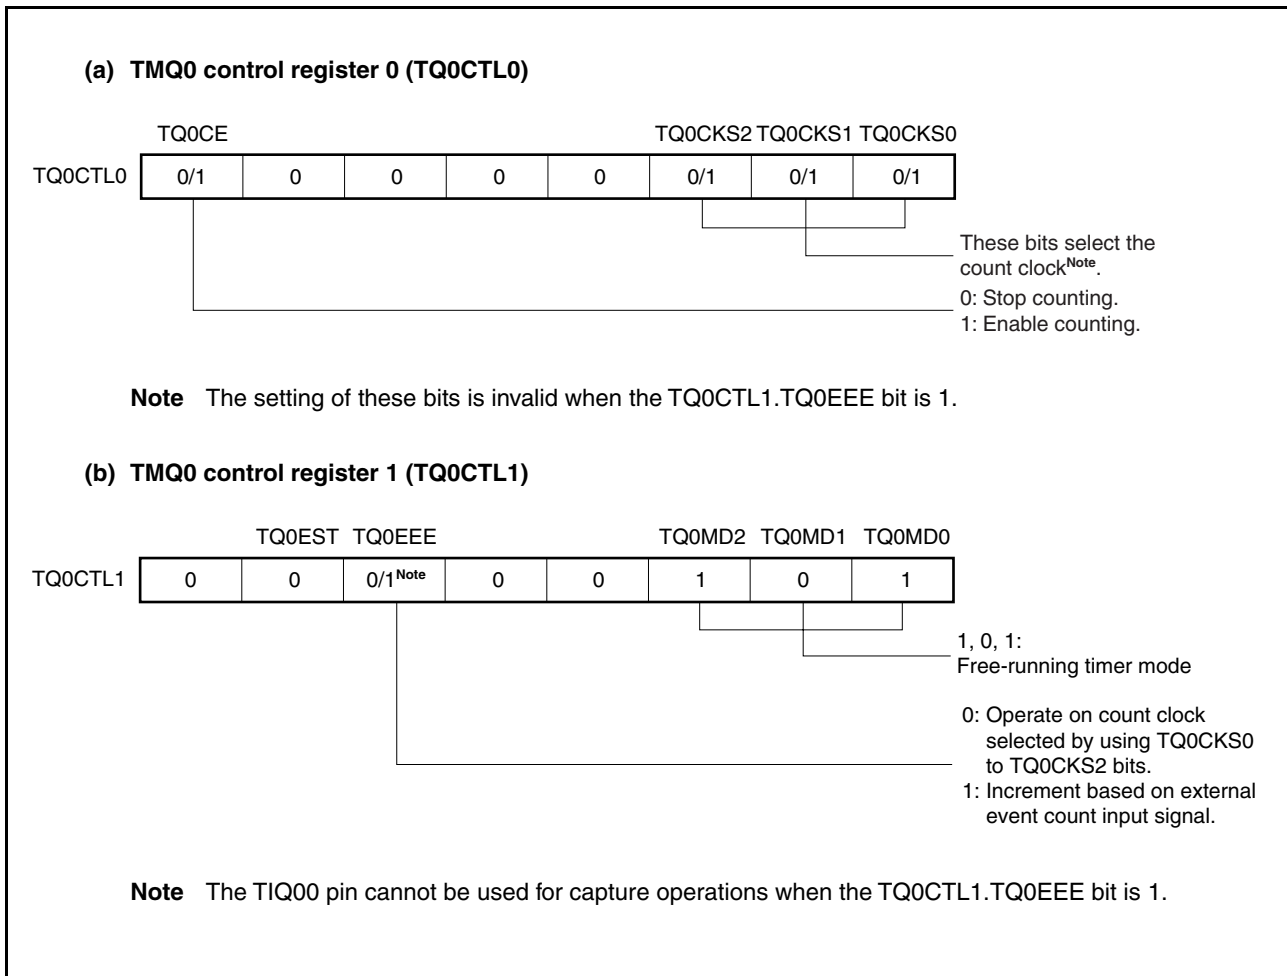 (a) TMQ0 control register 0 (TQ0CTL0)
TQ0CE TQ0CKS2 TQ0CKS1 TQ0CKS0
TQ0CTL0 0/1 0 0 0 0 0/1 0/1 0/1
These bits select the
count clockNote.
0: Stop counting.
1: Enable counting.
Note The setting of these bits is invalid when the TQ0CTL1.TQ0EEE bit is 1.
(b) TMQ0 control register 1 (TQ0CTL1)
TQ0EST TQ0EEE TQ0MD2 TQ0MD1 TQ0MD0
TQ0CTL1 0 0 0/1Note 0 0 1 0 1
1, 0, 1:
Free-running timer mode
0: Operate on count clock
selected by using TQ0CKS0
to TQ0CKS2 bits.
1: Increment based on external
event count input signal.
Note The TIQ00 pin cannot be used for capture operations when the TQ0CTL1.TQ0EEE bit is 1.